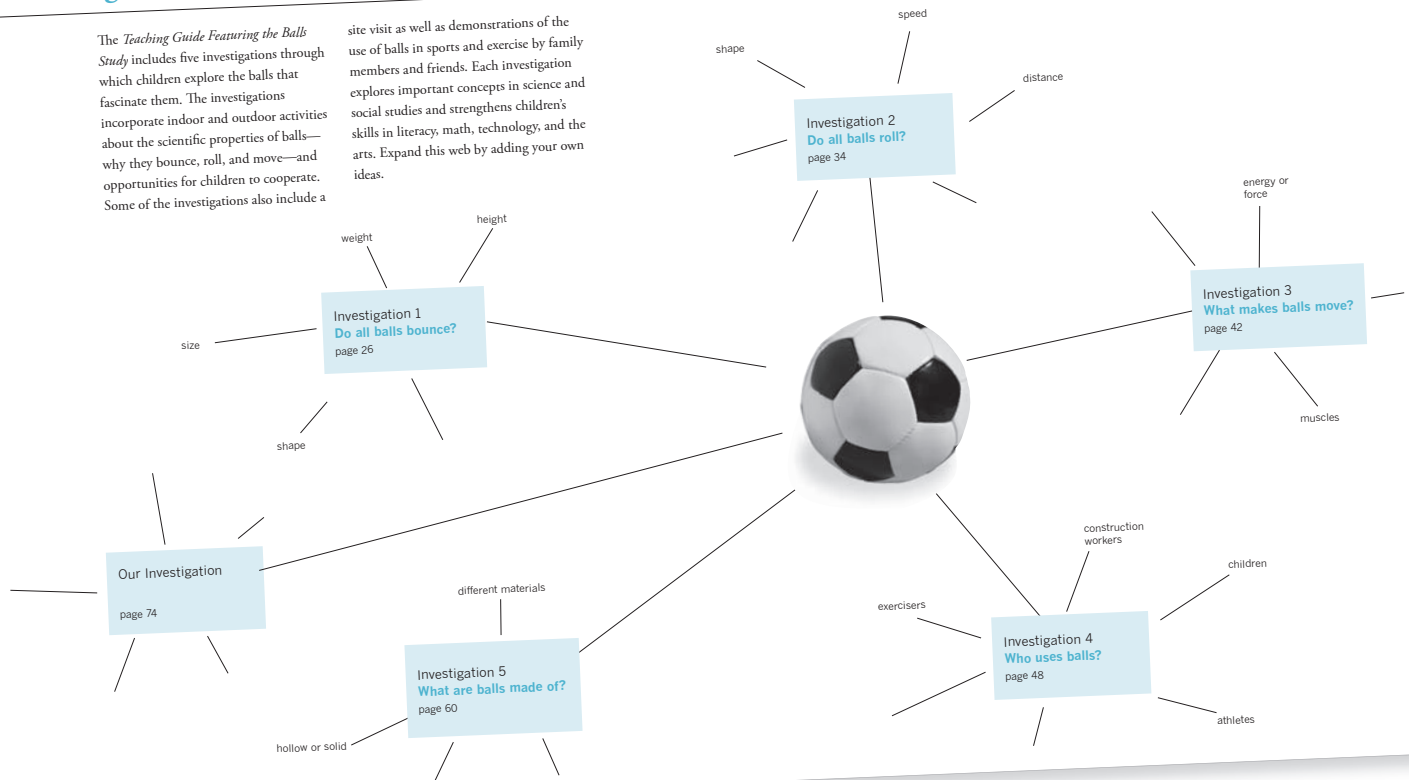 The Teaching Guide Featuring the Balls
Study includes five investigations through
which children explore the balls that
fascinate them. The investigations
incorporate indoor and outdoor activities
about the scientific properties of balls—
why they bounce, roll, and move—and
opportunities for children to cooperate.
Some of the investigations also include a
site visit as well as demonstrations of the
use of balls in sports and exercise by family
members and friends. Each investigation
explores important concepts in science and
social studies and strengthens children's
skills in literacy, math, technology, and the
arts. Expand this web by adding your own
ideas.
weight
height
Investigation 1
Do all balls bounce?
page 26
size
shape
shape
speed
distance
Investigation 2
Do all balls roll?
page 34
energy or
force
Investigation 3
What makes balls move?
page 42
muscles
construction
workers
children
exercisers
Investigation 4
Who uses balls?
page 48
athletes
different materials
Investigation 5
What are balls made of?
page 60
hollow or solid
Our Investigation
page 74